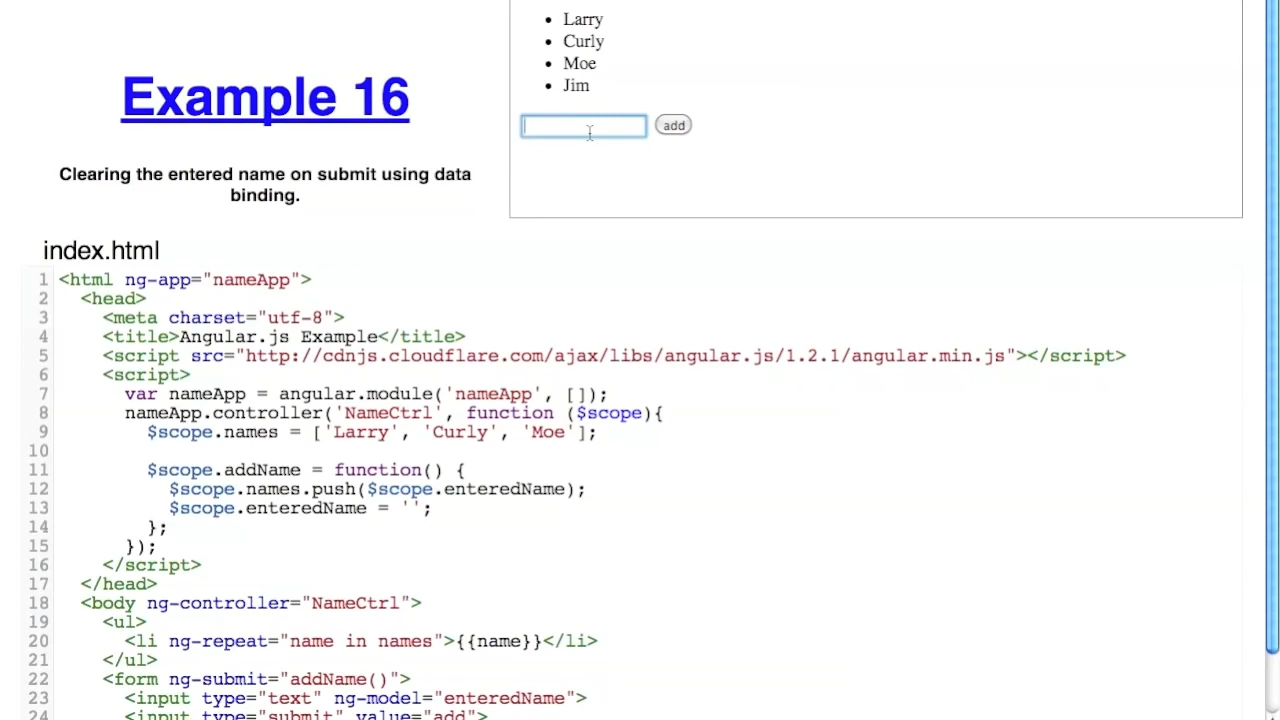 Larry
Curly
Moe
Jim
add
Example 16
Clearing the entered name on submit using data
binding.
index.html
1 <html ng-app="nameApp">
2   <head>
3     <meta charset="utf-8">
4     <title>Angular.js Example</title>
5     <script src="http://cdnjs.cloudflare.com/ajax/libs/angular.js/1.2.1/angular.min.js"></script>
6     <script>
7       var nameApp = angular.module('nameApp', []);
8       nameApp.controller('NameCtrl', function ($scope){
9         $scope.names = ['Larry', 'Curly', 'Moe'];
10
11         $scope.addName = function() {
12           $scope.names.push($scope.enteredName);
13           $scope.enteredName = '';
14         };
15       });
16     </script>
17   </head>
18   <body ng-controller="NameCtrl">
19     <ul>
20       <li ng-repeat="name in names">{{name}}</li>
21     </ul>
22     <form ng-submit="addName()">
23       <input type="text" ng-model="enteredName">
24       <input type="submit" value="add">